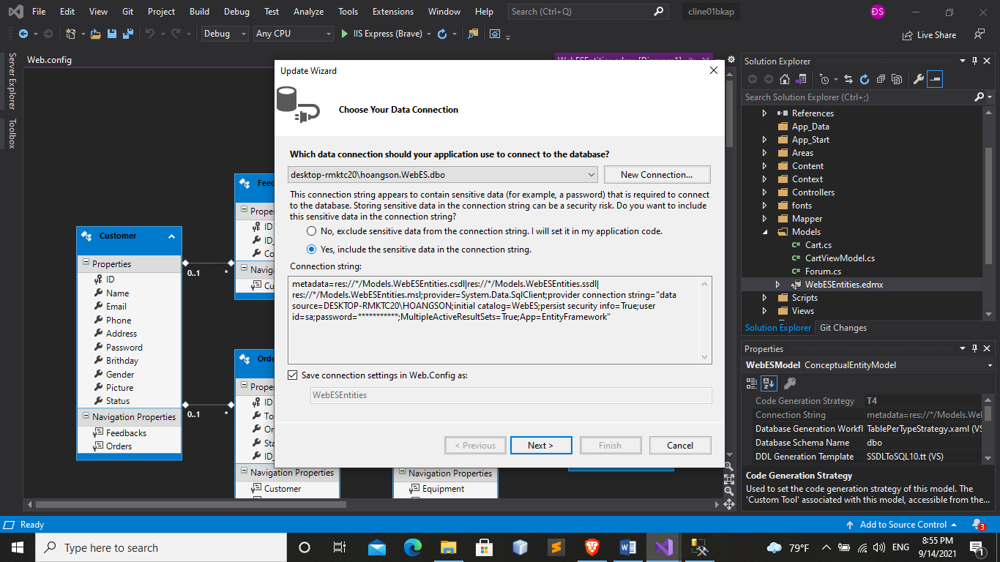 File Edit View Git Project Build Debug Test Analyze Tools Extensions Window Help Search (Ctrl+Q) cline01bkap ĐS
Debug Any CPU IIS Express (Brave) Live Share
Server Explorer
Toolbox
Web.config
WebESEntities.edmx [Diagram1]
Customer
Properties
ID
Name
Email
Phone
Address
Password
Brithday
Gender
Picture
Status
Navigation Properties
Feedbacks
Orders
0..1 *
0..1 *
Feed
Proper
ID
ID_
Co
Naviga
Cu
Orde
Proper
ID
To
Or
Sta
ID_
Navigation Properties
Customer
Navigation Properties
Equipment
Update Wizard
Choose Your Data Connection
Which data connection should your application use to connect to the database?
desktop-rmktc20\hoangson.WebES.dbo
New Connection...
This connection string appears to contain sensitive data (for example, a password) that is required to connect
to the database. Storing sensitive data in the connection string can be a security risk. Do you want to include
this sensitive data in the connection string?
No, exclude sensitive data from the connection string. I will set it in my application code.
Yes, include the sensitive data in the connection string.
Connection string:
metadata=res://*/Models.WebESEntities.csdl|res://*/Models.WebESEntities.ssdl|
res://*/Models.WebESEntities.msl;provider=System.Data.SqlClient;provider connection string="data
source=DESKTOP-RMKTC20\HOANGSON;initial catalog=WebES;persist security info=True;user
id=sa;password=***********;MultipleActiveResultSets=True;App=EntityFramework"
Save connection settings in Web.Config as:
WebESEntities
< Previous Next > Finish Cancel
Solution Explorer
Search Solution Explorer (Ctrl+;)
References
App_Data
App_Start
Areas
Content
Context
Controllers
fonts
Mapper
Models
C# Cart.cs
C# CartViewModel.cs
C# Forum.cs
WebESEntities.edmx
Scripts
Views
Solution Explorer Git Changes
Properties
WebESModel ConceptualEntityModel
Code Generation Strategy T4
Connection String metadata=res://*/Models.Wel
Database Generation Workfl TablePerTypeStrategy.xaml (VS
Database Schema Name dbo
DDL Generation Template SSDLToSQL10.tt (VS)
Code Generation Strategy
Used to set the code generation strategy of this model. The
'Custom Tool' associated with this model, accessible from the...
Ready Add to Source Control 3
Type here to search 79°F ENG 8:55 PM
9/14/2021 1